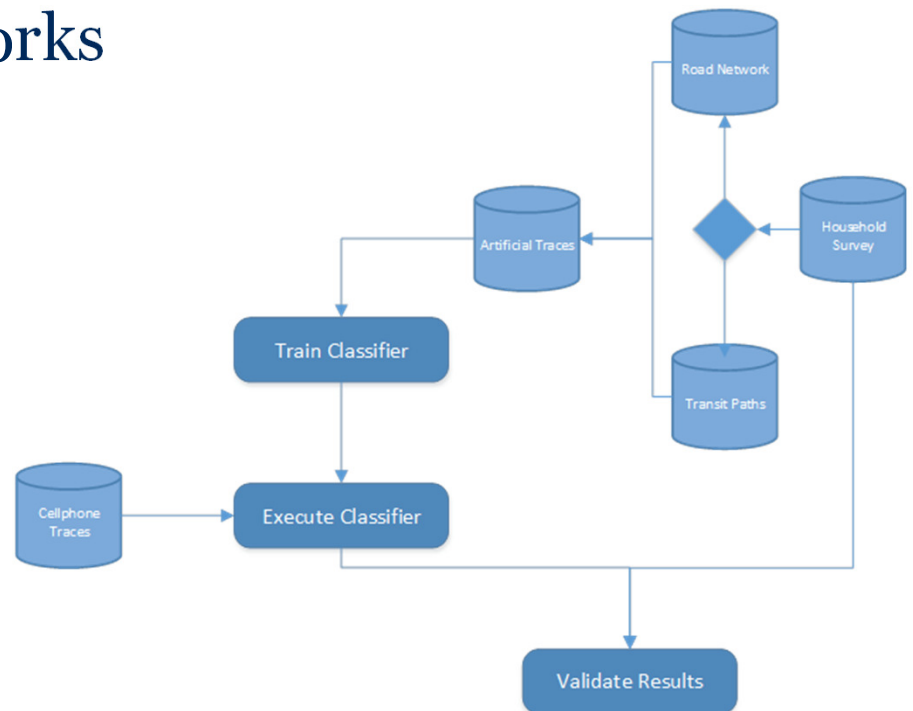 orks
Road Network
Household
Survey
Artificial Traces
Train Classifier
Transit Paths
Cellphone
Traces
Execute Classifier
Validate Results